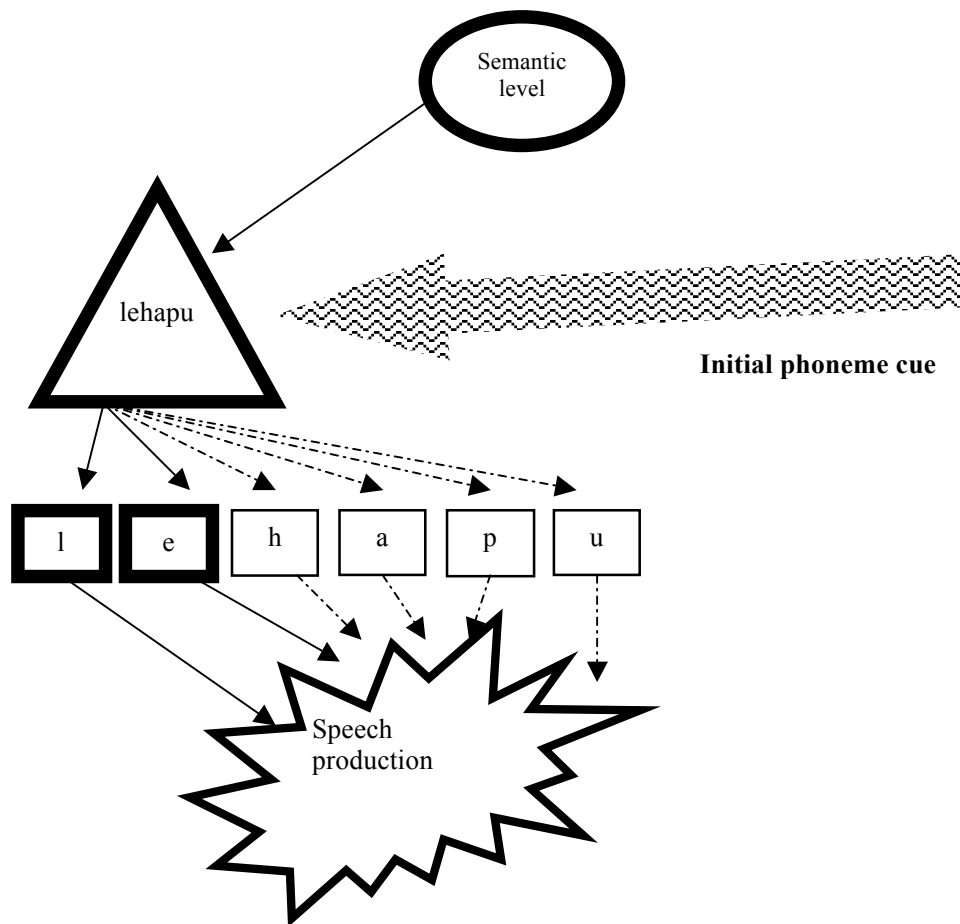 Semantic
level
lehapu
Initial phoneme cue
l
e
h
a
p
u
Speech
production